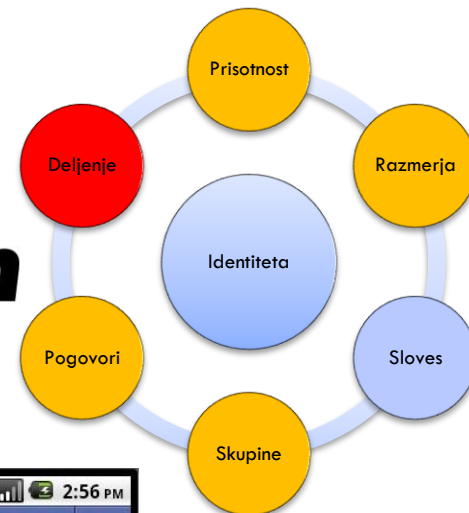 Prisotnost
Deljenje
Razmerja
Identiteta
Pogovori
Sloves
Skupine
2:56 PM